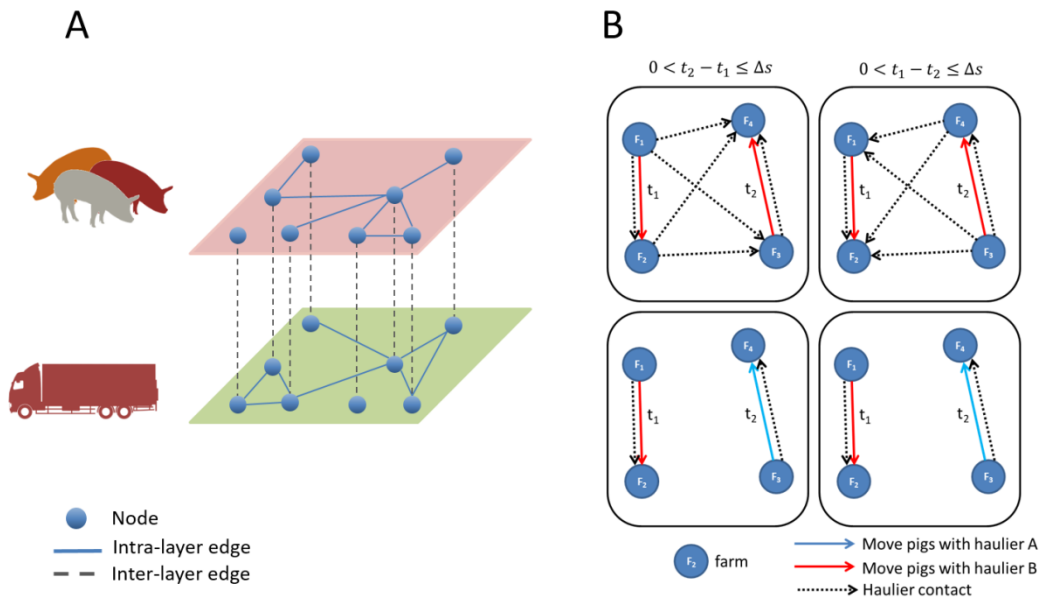 A
Node
Intra-layer edge
Inter-layer edge
B
0 < t₂ − t₁ ≤ Δs
0 < t₁ − t₂ ≤ Δs
F₁
F₄
t₁
t₂
F₂
F₃
F₁
F₄
t₁
t₂
F₂
F₃
F₁
F₄
t₁
t₂
F₂
F₃
F₁
F₄
t₁
t₂
F₂
F₃
F₂ farm
Move pigs with haulier A
Move pigs with haulier B
Haulier contact